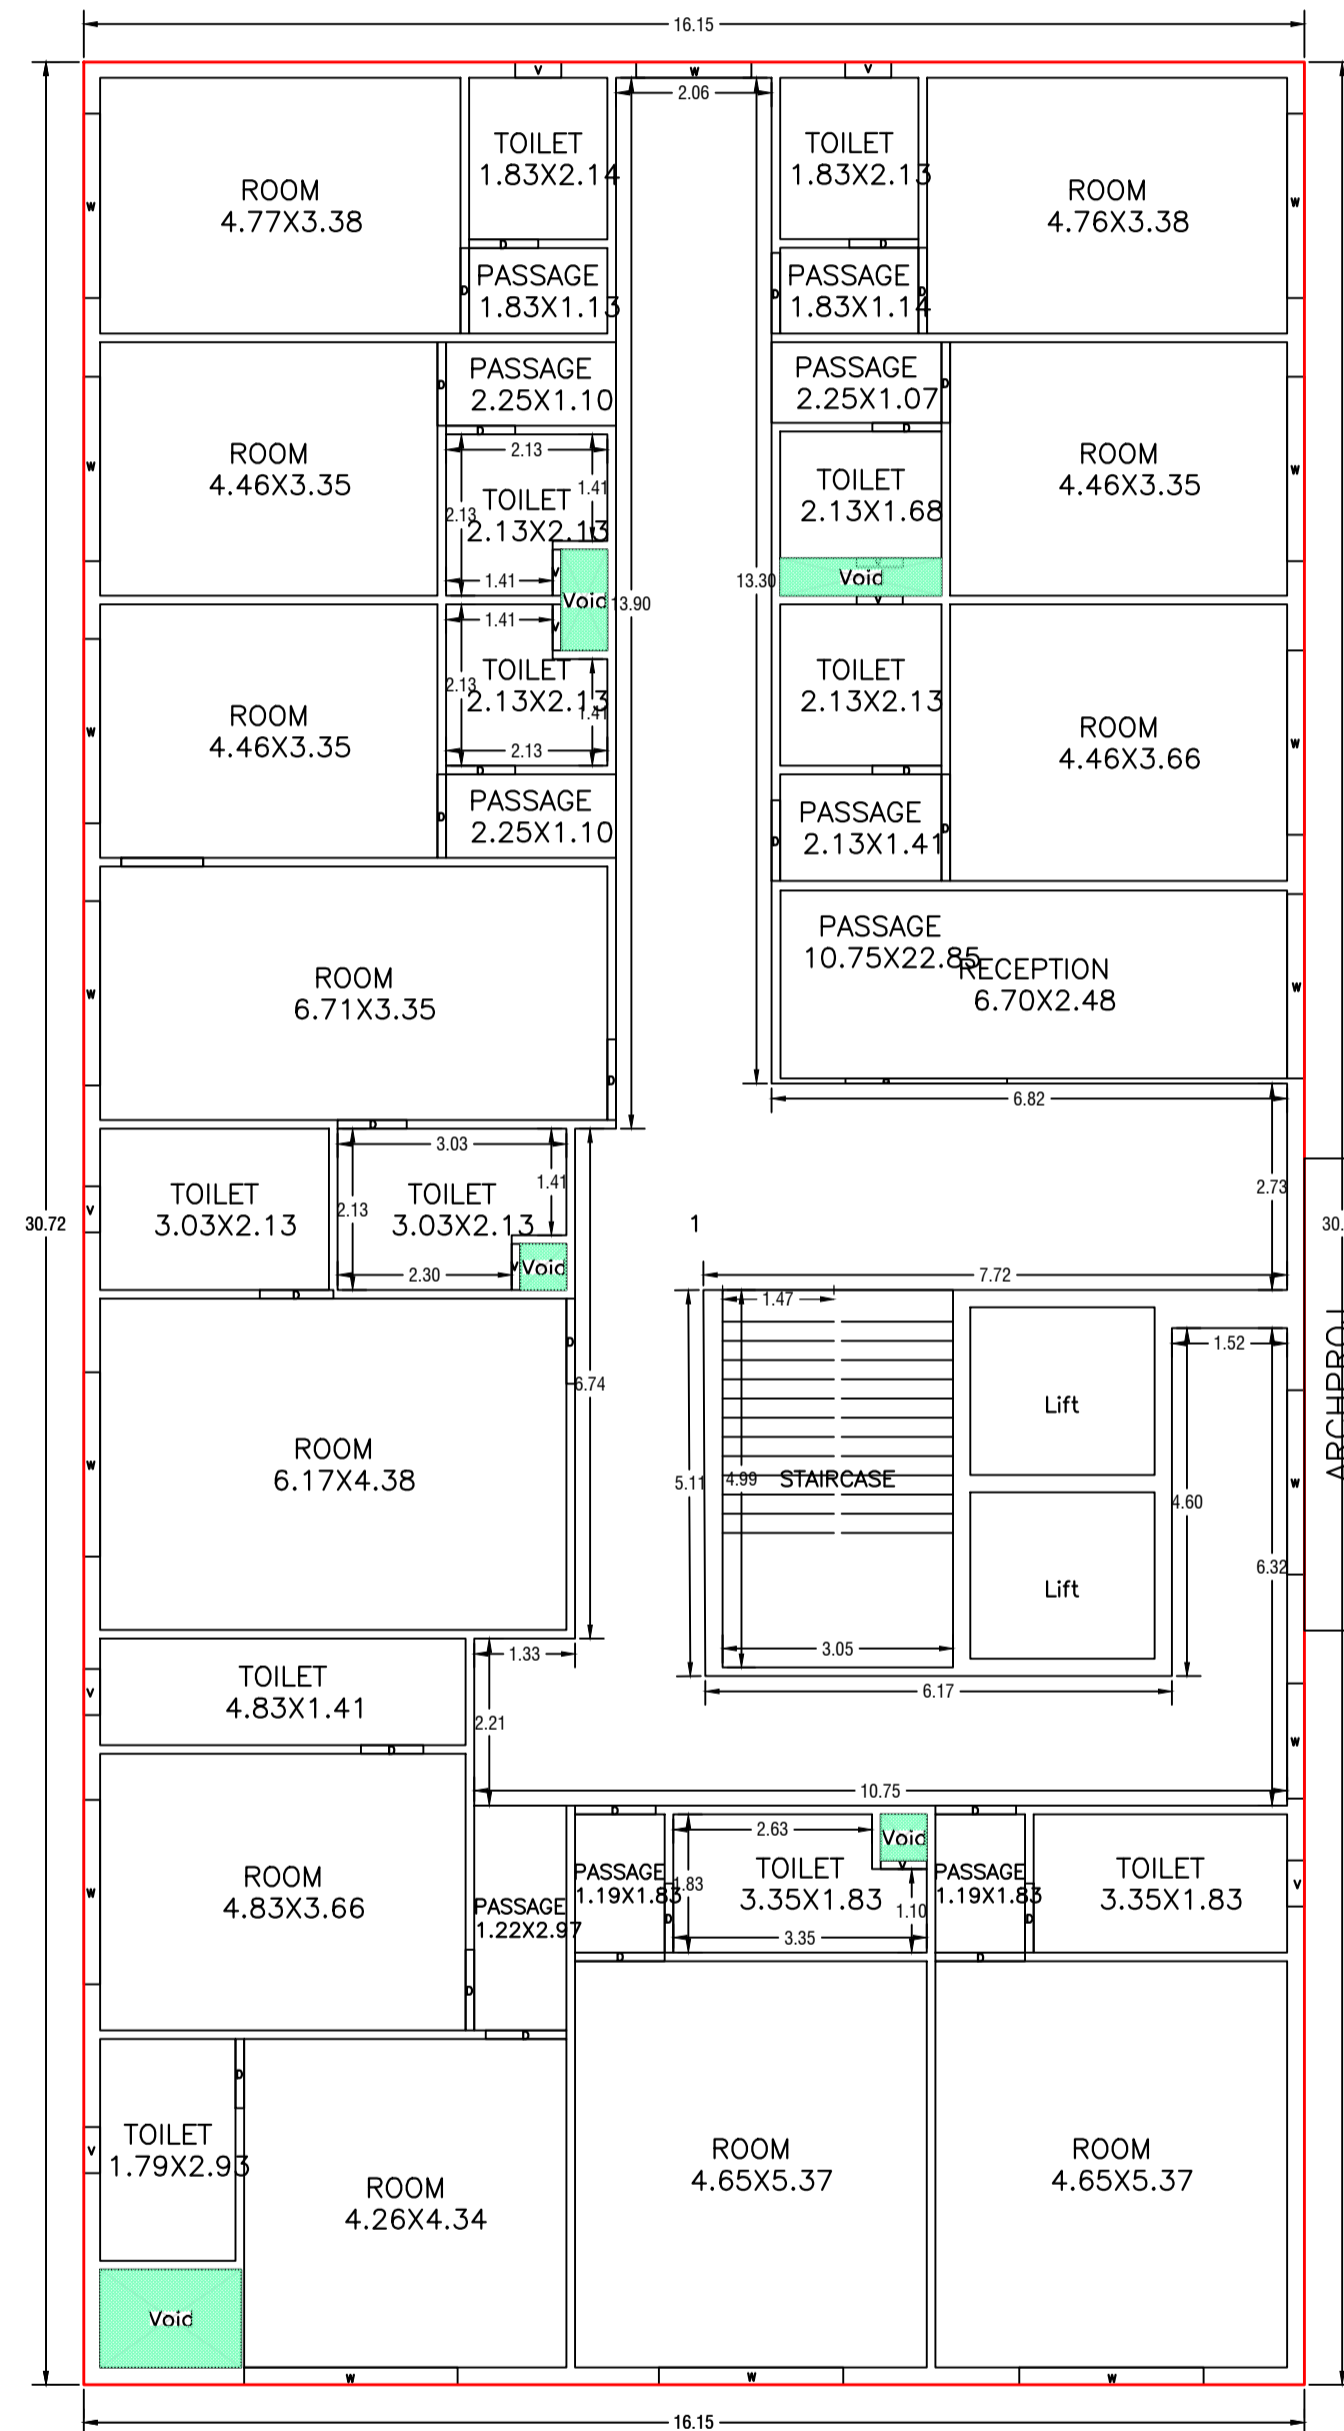 16.15
V
W
V
2.06
TOILET
1.83X2.14
TOILET
1.83X2.13
ROOM
4.77X3.38
ROOM
4.76X3.38
W
W
D
D
PASSAGE
1.83X1.13
PASSAGE
1.83X1.14
D
D
D
PASSAGE
2.25X1.10
PASSAGE
2.25X1.07
D
D
D
D
2.13
ROOM
4.46X3.35
TOILET
2.13X2.13
1.41
2.13
1.41
TOILET
2.13X1.68
ROOM
4.46X3.35
W
W
V
Void
Void
13.90
13.30
V
1.41
V
TOILET
2.13X2.13
2.13
1.41
2.13
TOILET
2.13X2.13
ROOM
4.46X3.35
ROOM
4.46X3.66
W
W
D
D
PASSAGE
2.25X1.10
PASSAGE
2.13X1.41
D
D
D
PASSAGE
10.75X22.85
RECEPTION
6.70X2.48
ROOM
6.71X3.35
W
W
D
6.82
D
3.03
1.41
2.73
TOILET
3.03X2.13
2.13
TOILET
3.03X2.13
V
30.72
1
30.
V
Void
2.30
7.72
D
1.47
D
1.52
6.74
Lift
ARCHPROJ
ROOM
6.17X4.38
W
5.11
4.99
STAIRCASE
W
4.60
6.32
Lift
3.05
1.33
TOILET
4.83X1.41
V
6.17
2.21
W
D
10.75
D
D
2.63
Void
V
ROOM
4.83X3.66
W
PASSAGE
1.22X2.97
PASSAGE
1.19X1.83
1.83
TOILET
3.35X1.83
1.10
PASSAGE
1.19X1.83
TOILET
3.35X1.83
V
D
D
3.35
D
D
D
D
D
TOILET
1.79X2.93
V
ROOM
4.26X4.34
ROOM
4.65X5.37
ROOM
4.65X5.37
Void
W
W
W
16.15